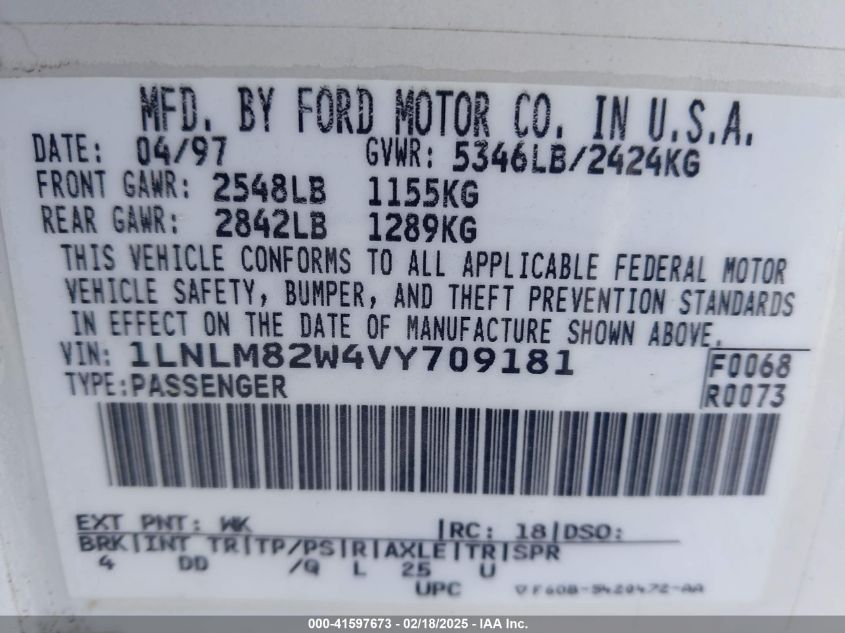 MFD. BY FORD MOTOR CO. IN U.S.A.
DATE: 04/97 GVWR: 5346LB/2424KG
FRONT GAWR: 2548LB 1155KG
REAR GAWR: 2842LB 1289KG
THIS VEHICLE CONFORMS TO ALL APPLICABLE FEDERAL MOTOR
VEHICLE SAFETY, BUMPER, AND THEFT PREVENTION STANDARDS
IN EFFECT ON THE DATE OF MANUFACTURE SHOWN ABOVE.
VIN: 1LNLM82W4VY709181 F0068
TYPE: PASSENGER R0073
EXT PNT: WK |RC: 18|DSO:
BRK|INT TR|TP/PS|R|AXLE|TR|SPR
4 DD /Q L 25 U
UPC ▽F60B-5420472-AA
000-41597673 - 02/18/2025 - IAA Inc.